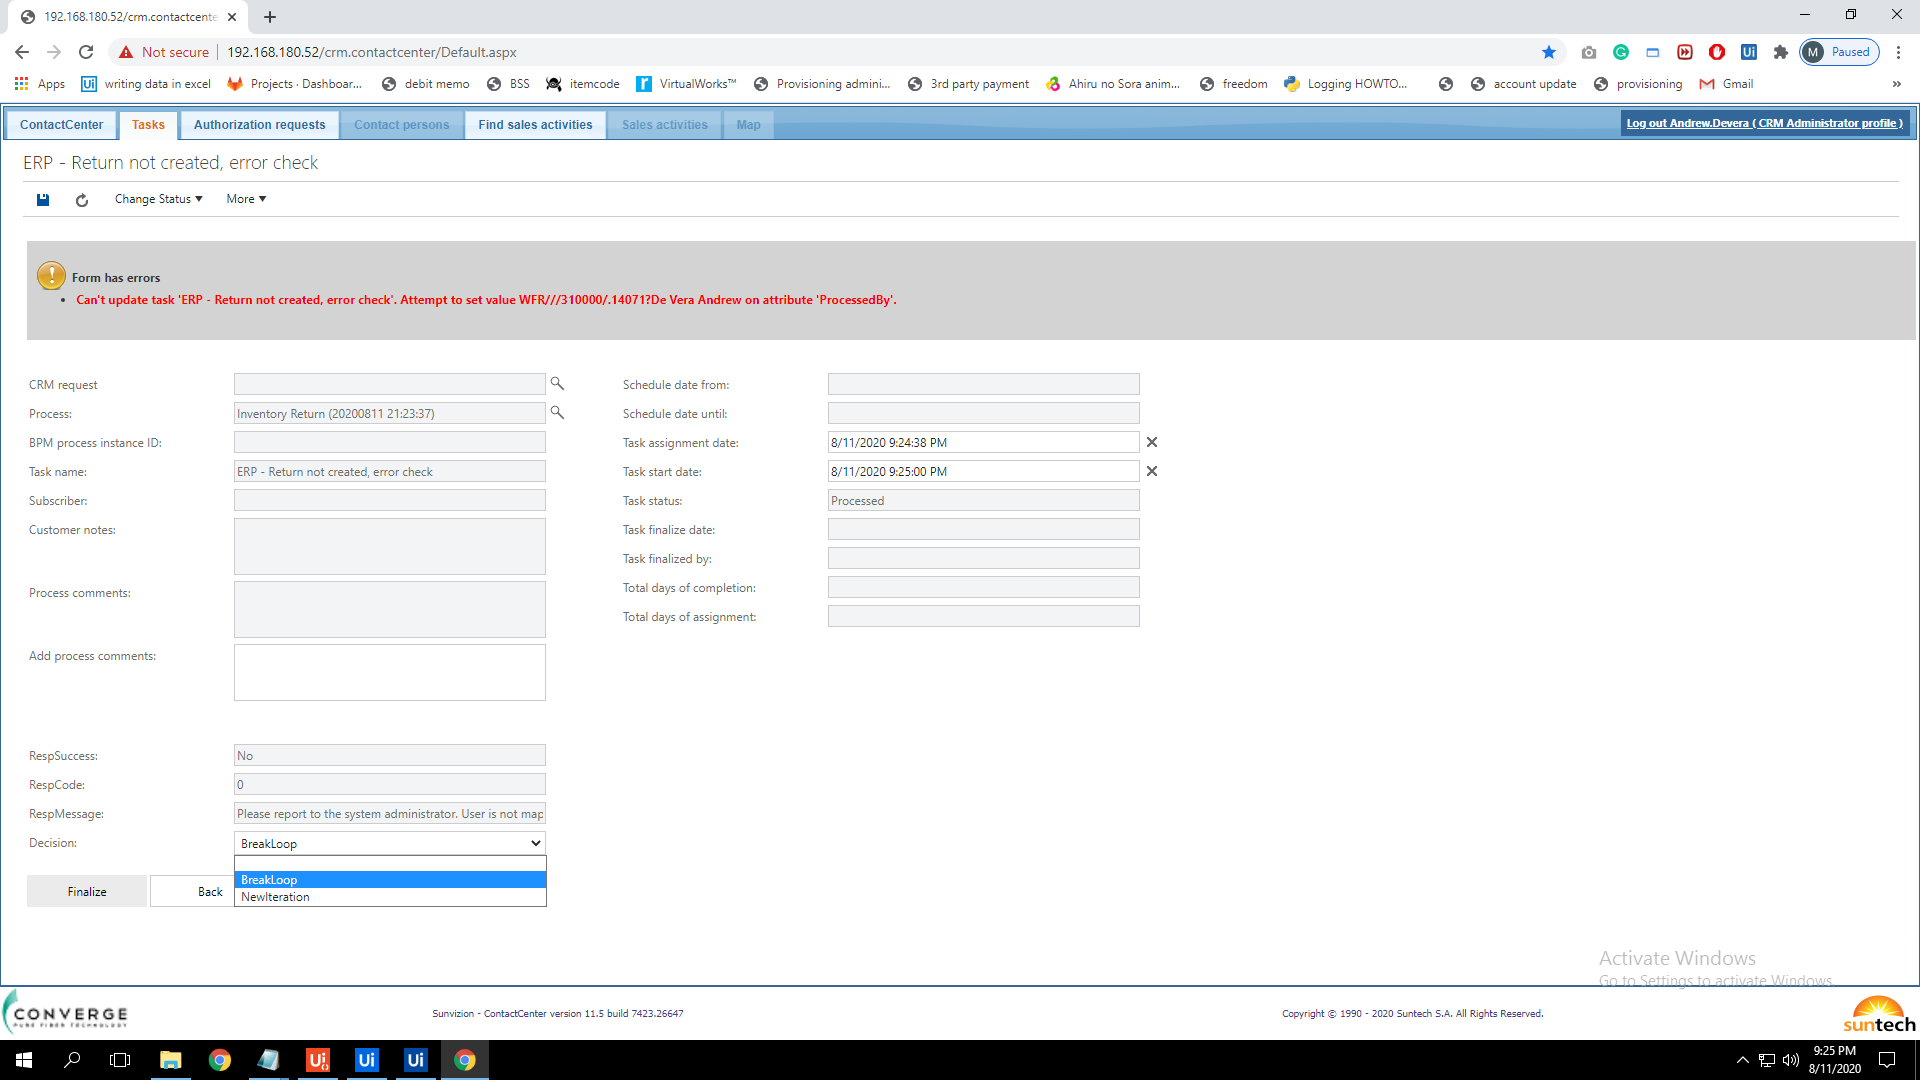 192.168.180.52/crm.contactcente
Not secure
192.168.180.52/crm.contactcenter/Default.aspx
M Paused
Apps
Ui writing data in excel
Projects · Dashboar...
debit memo
BSS
itemcode
VirtualWorks™
Provisioning admini...
3rd party payment
Ahiru no Sora anim...
freedom
Logging HOWTO...
account update
provisioning
Gmail
»
ContactCenter
Tasks
Authorization requests
Contact persons
Find sales activities
Sales activities
Map
Log out Andrew.Devera ( CRM Administrator profile )
ERP - Return not created, error check
Change Status
More
Form has errors
Can't update task 'ERP - Return not created, error check'. Attempt to set value WFR///310000/.14071?De Vera Andrew on attribute 'ProcessedBy'.
CRM request
Process: Inventory Return (20200811 21:23:37)
BPM process instance ID:
Task name: ERP - Return not created, error check
Subscriber:
Customer notes:
Process comments:
Add process comments:
Schedule date from:
Schedule date until:
Task assignment date: 8/11/2020 9:24:38 PM
Task start date: 8/11/2020 9:25:00 PM
Task status: Processed
Task finalize date:
Task finalized by:
Total days of completion:
Total days of assignment:
RespSuccess: No
RespCode: 0
RespMessage: Please report to the system administrator. User is not map
Decision: BreakLoop
BreakLoop
NewIteration
Finalize
Back
Activate Windows
Go to Settings to activate Windows.
CONVERGE
PURE FIBER TECHNOLOGY
Sunvizion - ContactCenter version 11.5 build 7423.26647
Copyright © 1990 - 2020 Suntech S.A. All Rights Reserved.
suntech
Ui
Ui
Ui
9:25 PM
8/11/2020